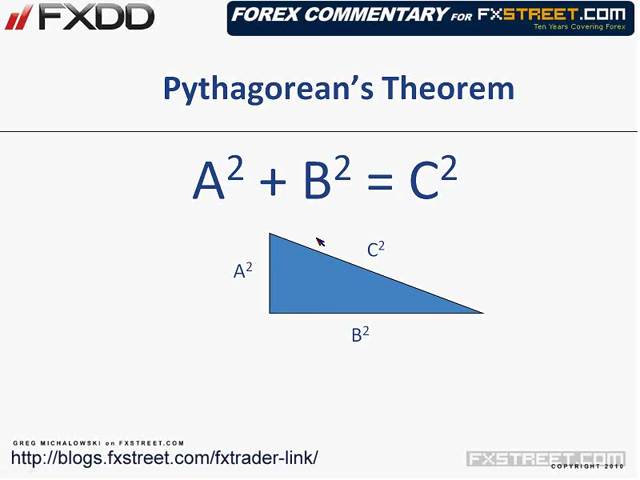 FXDD
FOREX COMMENTARY FOR FXSTREET.COM
Ten Years Covering Forex
Pythagorean’s Theorem
A² + B² = C²
C²
A²
B²
GREG MICHALOWSKI on FXSTREET.COM
http://blogs.fxstreet.com/fxtrader-link/
FXSTREET.COM
COPYRIGHT 2010